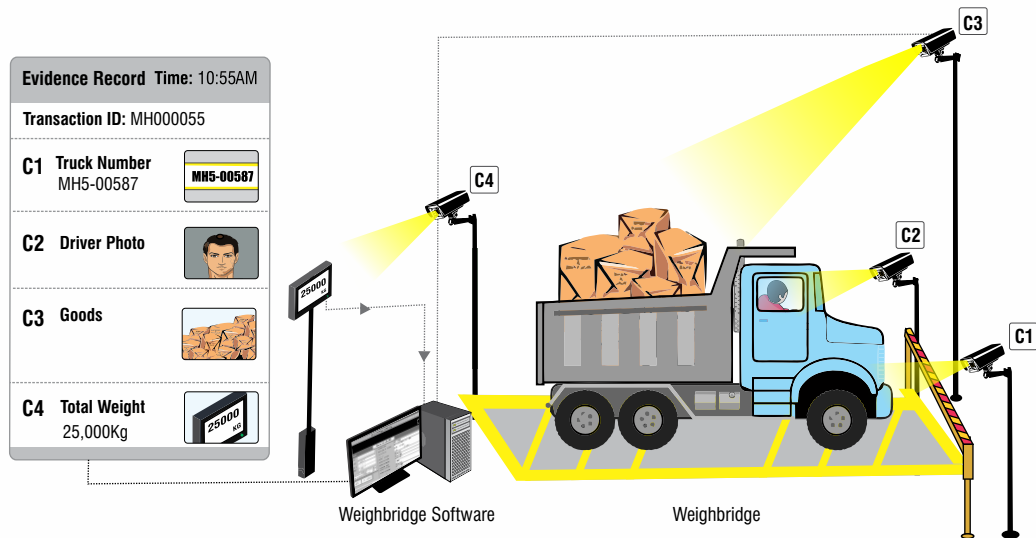 Evidence Record Time: 10:55AM
Transaction ID: MH000055
C1 Truck Number
MH5-00587
MH5-00587
C2 Driver Photo
C3 Goods
C4 Total Weight
25,000Kg
25000
KG
C4
25000
KG
C3
C2
C1
Weighbridge Software
Weighbridge